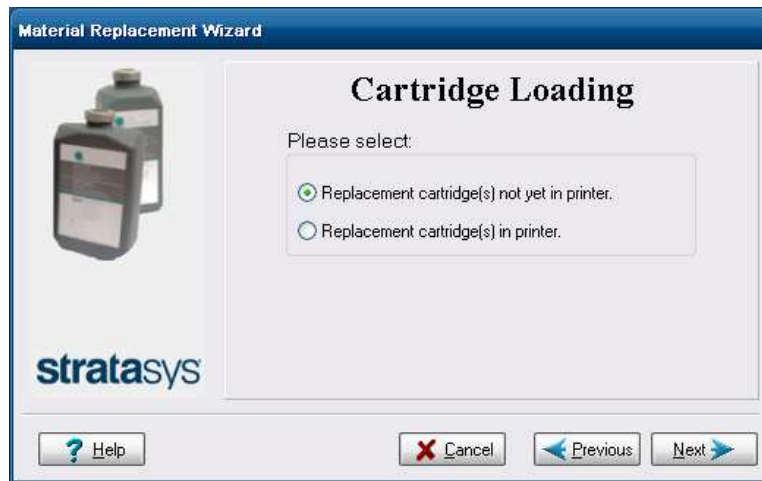 Material Replacement Wizard
Cartridge Loading
Please select:
Replacement cartridge(s) not yet in printer.
Replacement cartridge(s) in printer.
stratasys
? Help
Cancel
Previous
Next